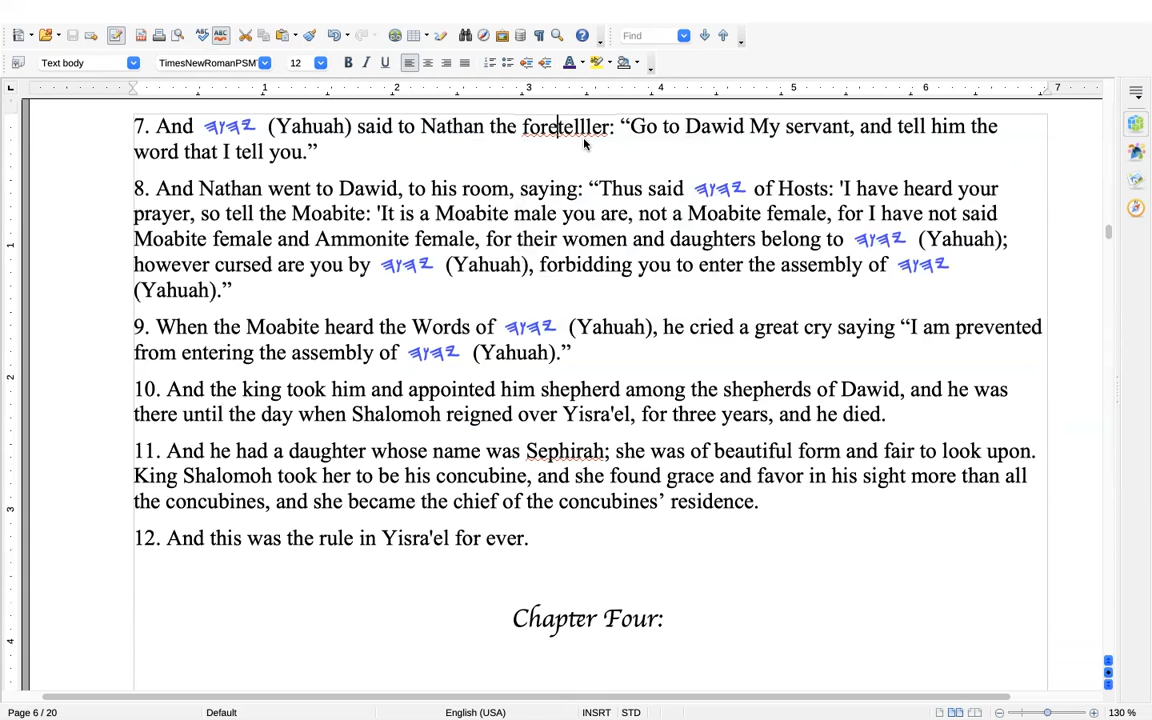 Find
Text body TimesNewRomanPSMT 12
1 2 3 4 5 6 7
7. And 𐤉𐤄𐤅𐤄 (Yahuah) said to Nathan the foretelller: “Go to Dawid My servant, and tell him the
word that I tell you.”
8. And Nathan went to Dawid, to his room, saying: “Thus said 𐤉𐤄𐤅𐤄 of Hosts: 'I have heard your
prayer, so tell the Moabite: 'It is a Moabite male you are, not a Moabite female, for I have not said
Moabite female and Ammonite female, for their women and daughters belong to 𐤉𐤄𐤅𐤄 (Yahuah);
however cursed are you by 𐤉𐤄𐤅𐤄 (Yahuah), forbidding you to enter the assembly of 𐤉𐤄𐤅𐤄
(Yahuah).”
9. When the Moabite heard the Words of 𐤉𐤄𐤅𐤄 (Yahuah), he cried a great cry saying “I am prevented
from entering the assembly of 𐤉𐤄𐤅𐤄 (Yahuah).”
10. And the king took him and appointed him shepherd among the shepherds of Dawid, and he was
there until the day when Shalomoh reigned over Yisra'el, for three years, and he died.
11. And he had a daughter whose name was Sephirah; she was of beautiful form and fair to look upon.
King Shalomoh took her to be his concubine, and she found grace and favor in his sight more than all
the concubines, and she became the chief of the concubines’ residence.
12. And this was the rule in Yisra'el for ever.
Chapter Four:
Page 6 / 20 Default English (USA) INSRT STD 130 %